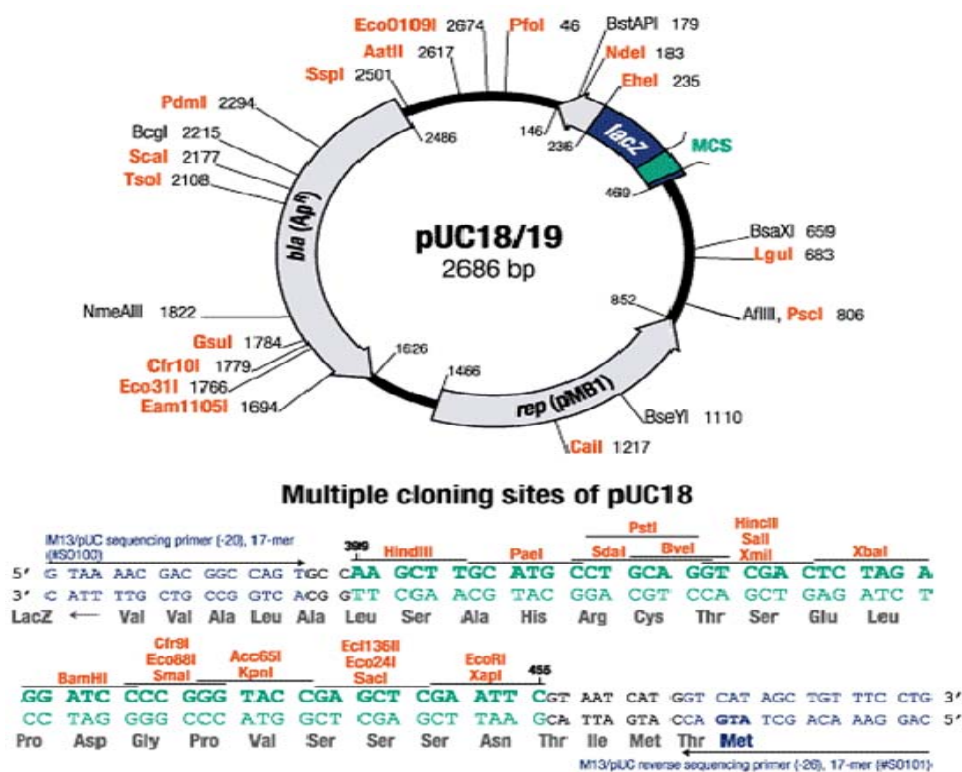 EcoO109I 2674
PfoI 46
BstAPI 179
AatII 2617
NdeI 183
SspI 2501
EheI 235
PdmI 2294
BcgI 2215
ScaI 2177
TsoI 2108
2486
146
236
lacZ
MCS
469
bla (ApR)
pUC18/19
2686 bp
BsaXI 659
LguI 683
NmeAIII 1822
852
AflIII, PscI 806
GsuI 1784
Cfr10I 1779
Eco31I 1766
Eam1105I 1694
1626
1466
rep (pMB1)
BseYI 1110
CaiI 1217
Multiple cloning sites of pUC18
M13/pUC sequencing primer (-20), 17-mer
(#S0100)
399
HindIII PaeI SdaI PstI BveI HincII SalI XmiI XbaI
5' G TAA AAC GAC GGC CAG TGC CAA GCT TGC ATG CCT GCA GGT CGA CTC TAG A
3' C ATT TTG CTG CCG GTC ACG GTT CGA ACG TAC GGA CGT CCA GCT GAG ATC T
LacZ ← Val Val Ala Leu Ala Leu Ser Ala His Arg Cys Thr Ser Glu Leu
BamHI Cfr9I Eco88I SmaI Acc65I KpnI Ecl136II Eco24I SacI EcoRI XapI 455
GG ATC CCC GGG TAC CGA GCT CGA ATT CGT AAT CAT GGT CAT AGC TGT TTC CTG 3'
CC TAG GGG CCC ATG GCT CGA GCT TAA GCA TTA GTA CCA GTA TCG ACA AAG GAC 5'
Pro Asp Gly Pro Val Ser Ser Ser Asn Thr Ile Met Thr Met
M13/pUC reverse sequencing primer (-26), 17-mer (#S0101)